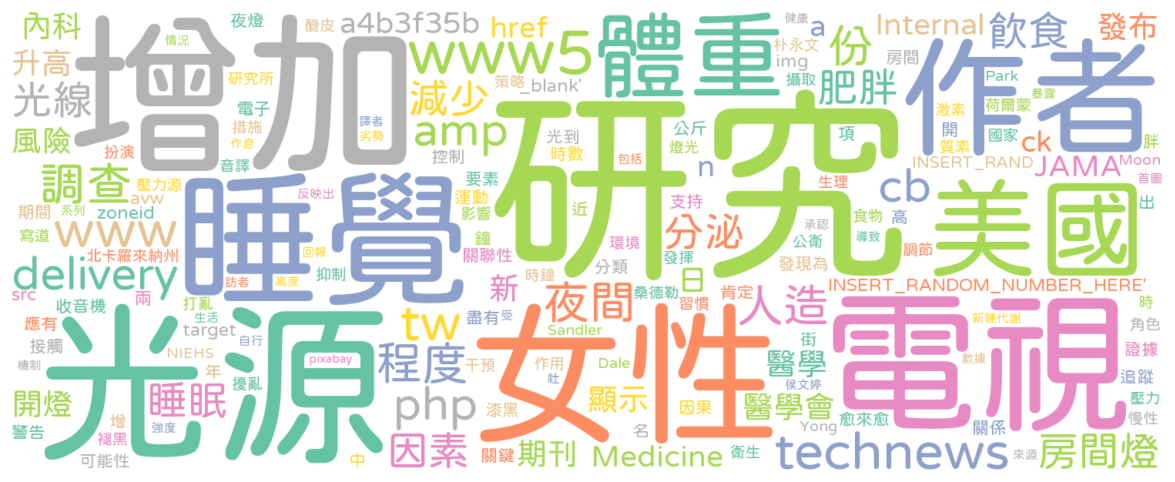 內科
夜燈
情況
醣皮
a4b3f35b
href
www5
體重
份
a
朴永文
健康
Internal
飲食
發布
升高
增加
研究所
策略
_blank'
img
房間
作者
光線
電子
減少
攝取
肥胖
Park
激素
荷爾蒙
暴露
風險
扮演
措施
作息
譯者
劣勢
amp
光到
時數
研究
公斤
燈光
項
開
質素
國家
ck
胖
音譯
控制
n
INSERT_RAND
JAMA
Moon
首圖
調查
壓力源
avw
睡覺
反映出
要素
運動
包括
支持
生理
cb
美國
出
期間
系列
zoneid
影響
近
分泌
食物
高
寫道
www
鐘
環境
承認
公衛
導致
北卡羅來納州
回報
關聯性
發揮
日
發現為
調節
delivery
訪者
高度
抑制
時鐘
分類
桑德勒
習慣
肯定
INSERT_RANDOM_NUMBER_HERE'
src
兩
新
夜間
人造
收音機
打亂
生活
光源
tw
盡有
受
Sandler
女性
街
電視
新陳代謝
時
應有
target
自行
角色
接觸
NIEHS
pixabay
程度
干預
作用
Dale
醫學
數據
證據
機制
年
擾亂
社
侯文婷
追蹤
開燈
睡眠
php
漆黑
顯示
因果
醫學會
愈來愈
壓力
警告
增
褪黑
強度
名
Yong
關係
慢性
可能性
中
因素
關鍵
期刊
Medicine
衛生
technews
來源
房間燈